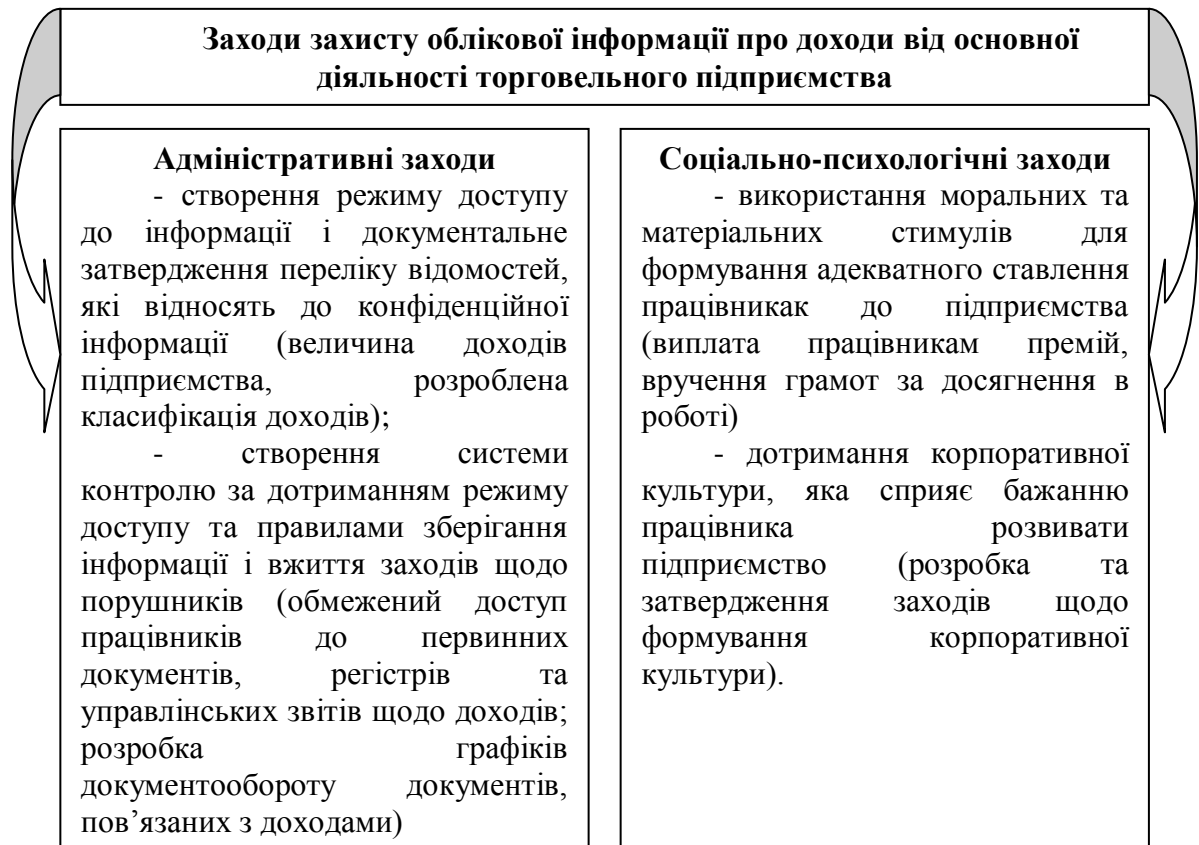 Заходи захисту облікової інформації про доходи від основної
діяльності торговельного підприємства
Адміністративні заходи
- створення режиму доступу
до інформації і документальне
затвердження переліку відомостей,
які відносять до конфіденційної
інформації (величина доходів
підприємства, розроблена
класифікація доходів);
- створення системи
контролю за дотриманням режиму
доступу та правилами зберігання
інформації і вжиття заходів щодо
порушників (обмежений доступ
працівників до первинних
документів, регістрів та
управлінських звітів щодо доходів;
розробка графіків
документообороту документів,
пов’язаних з доходами)
Соціально-психологічні заходи
- використання моральних та
матеріальних стимулів для
формування адекватного ставлення
працівникак до підприємства
(виплата працівникам премій,
вручення грамот за досягнення в
роботі)
- дотримання корпоративної
культури, яка сприяє бажанню
працівника розвивати
підприємство (розробка та
затвердження заходів щодо
формування корпоративної
культури).